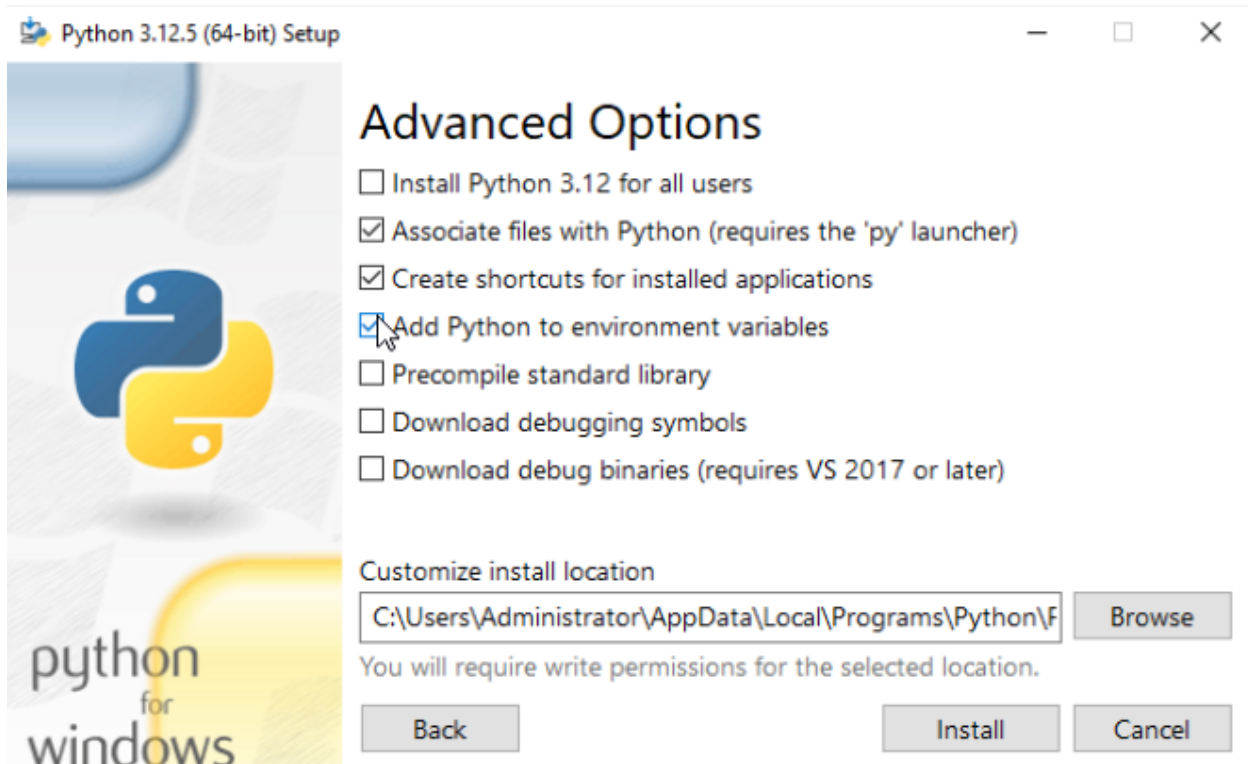 Python 3.12.5 (64-bit) Setup
Advanced Options
Install Python 3.12 for all users
Associate files with Python (requires the 'py' launcher)
Create shortcuts for installed applications
Add Python to environment variables
Precompile standard library
Download debugging symbols
Download debug binaries (requires VS 2017 or later)
Customize install location
C:\Users\Administrator\AppData\Local\Programs\Python\
Browse
You will require write permissions for the selected location.
python
for
windows
Back
Install
Cancel